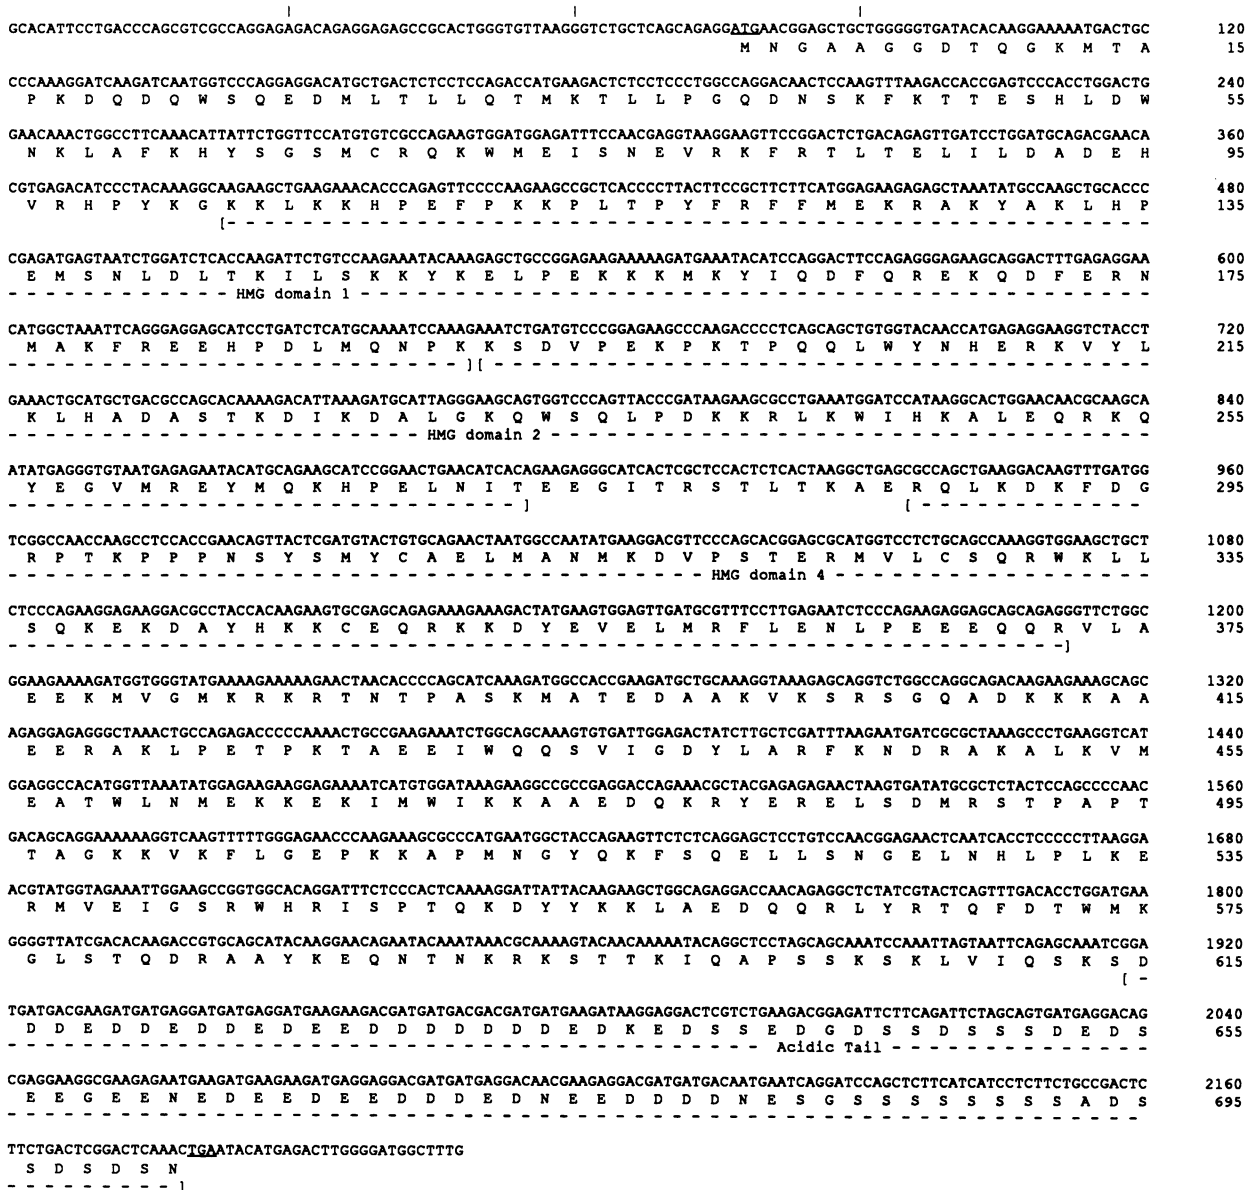 GCACATTCCTGACCCAGCGTCGCCAGGAGAGACAGAGGAGAGCCGCACTGGGTGTTAAGGGTCTGCTCAGCAGAGGATGAACGGAGCTGCTGGGGGTGATACACAAGGAAAAATGACTGC 120
M N G A A G G D T Q G K M T A 15
CCCAAAGGATCAAGATCAATGGTCCCAGGAGGACATGCTGACTCTCCTCCAGACCATGAAGACTCTCCTCCCTGGCCAGGACAACTCCAAGTTTAAGACCACCGAGTCCCACCTGGACTG 240
P K D Q D Q W S Q E D M L T L L Q T M K T L L P G Q D N S K F K T T E S H L D W 55
GAACAAACTGGCCTTCAAACATTATTCTGGTTCCATGTGTCGCCAGAAGTGGATGGAGATTTCCAACGAGGTAAGGAAGTTCCGGACTCTGACAGAGTTGATCCTGGATGCAGACGAACA 360
N K L A F K H Y S G S M C R Q K W M E I S N E V R K F R T L T E L I L D A D E H 95
CGTGAGACATCCCTACAAAGGCAAGAAGCTGAAGAAACACCCAGAGTTCCCCAAGAAGCCGCTCACCCCTTACTTCCGCTTCTTCATGGAGAAGAGAGCTAAATATGCCAAGCTGCACCC 480
V R H P Y K G K K L K K H P E F P K K P L T P Y F R F F M E K R A K Y A K L H P 135
CGAGATGAGTAATCTGGATCTCACCAAGATTCTGTCCAAGAAATACAAAGAGCTGCCGGAGAAGAAAAAGATGAAATACATCCAGGACTTCCAGAGGGAGAAGCAGGACTTTGAGAGGAA 600
E M S N L D L T K I L S K K Y K E L P E K K K M K Y I Q D F Q R E K Q D F E R N 175
HMG domain 1
CATGGCTAAATTCAGGGAGGAGCATCCTGATCTCATGCAAAATCCAAAGAAATCTGATGTCCCGGAGAAGCCCAAGACCCCTCAGCAGCTGTGGTACAACCATGAGAGGAAGGTCTACCT 720
M A K F R E E H P D L M Q N P K K S D V P E K P K T P Q Q L W Y N H E R K V Y L 215
GAAACTGCATGCTGACGCCAGCACAAAAGACATTAAAGATGCATTAGGGAAGCAGTGGTCCCAGTTACCCGATAAGAAGCGCCTGAAATGGATCCATAAGGCACTGGAACAACGCAAGCA 840
K L H A D A S T K D I K D A L G K Q W S Q L P D K K R L K W I H K A L E Q R K Q 255
HMG domain 2
ATATGAGGGTGTAATGAGAGAATACATGCAGAAGCATCCGGAACTGAACATCACAGAAGAGGGCATCACTCGCTCCACTCTCACTAAGGCTGAGCGCCAGCTGAAGGACAAGTTTGATGG 960
Y E G V M R E Y M Q K H P E L N I T E E G I T R S T L T K A E R Q L K D K F D G 295
TCGGCCAACCAAGCCTCCACCGAACAGTTACTCGATGTACTGTGCAGAACTAATGGCCAATATGAAGGACGTTCCCAGCACGGAGCGCATGGTCCTCTGCAGCCAAAGGTGGAAGCTGCT 1080
R P T K P P P N S Y S M Y C A E L M A N M K D V P S T E R M V L C S Q R W K L L 335
HMG domain 4
CTCCCAGAAGGAGAAGGACGCCTACCACAAGAAGTGCGAGCAGAGAAAGAAAGACTATGAAGTGGAGTTGATGCGTTTCCTTGAGAATCTCCCAGAAGAGGAGCAGCAGAGGGTTCTGGC 1200
S Q K E K D A Y H K K C E Q R K K D Y E V E L M R F L E N L P E E E Q Q R V L A 375
GGAAGAAAAGATGGTGGGTATGAAAAGAAAAAGAACTAACACCCCAGCATCAAAGATGGCCACCGAAGATGCTGCAAAGGTAAAGAGCAGGTCTGGCCAGGCAGACAAGAAGAAAGCAGC 1320
E E K M V G M K R K R T N T P A S K M A T E D A A K V K S R S G Q A D K K K A A 415
AGAGGAGAGGGCTAAACTGCCAGAGACCCCCAAAACTGCCGAAGAAATCTGGCAGCAAAGTGTGATTGGAGACTATCTTGCTCGATTTAAGAATGATCGCGCTAAAGCCCTGAAGGTCAT 1440
E E R A K L P E T P K T A E E I W Q Q S V I G D Y L A R F K N D R A K A L K V M 455
GGAGGCCACATGGTTAAATATGGAGAAGAAGGAGAAAATCATGTGGATAAAGAAGGCCGCCGAGGACCAGAAACGCTACGAGAGAGAACTAAGTGATATGCGCTCTACTCCAGCCCCAAC 1560
E A T W L N M E K K E K I M W I K K A A E D Q K R Y E R E L S D M R S T P A P T 495
GACAGCAGGAAAAAAGGTCAAGTTTTTGGGAGAACCCAAGAAAGCGCCCATGAATGGCTACCAGAAGTTCTCTCAGGAGCTCCTGTCCAACGGAGAACTCAATCACCTCCCCCTTAAGGA 1680
T A G K K V K F L G E P K K A P M N G Y Q K F S Q E L L S N G E L N H L P L K E 535
ACGTATGGTAGAAATTGGAAGCCGGTGGCACAGGATTTCTCCCACTCAAAAGGATTATTACAAGAAGCTGGCAGAGGACCAACAGAGGCTCTATCGTACTCAGTTTGACACCTGGATGAA 1800
R M V E I G S R W H R I S P T Q K D Y Y K K L A E D Q Q R L Y R T Q F D T W M K 575
GGGGTTATCGACACAAGACCGTGCAGCATACAAGGAACAGAATACAAATAAACGCAAAAGTACAACAAAAATACAGGCTCCTAGCAGCAAATCCAAATTAGTAATTCAGAGCAAATCGGA 1920
G L S T Q D R A A Y K E Q N T N K R K S T T K I Q A P S S K S K L V I Q S K S D 615
TGATGACGAAGATGATGAGGATGATGAAGAAGACGATGATGACGACGATGATGAAGATAAGGAGGACTCGTCTGAAGACGGAGATTCTTCAGATTCTAGCAGTGATGAGGACAG 2040
D D E D D E D D E D E E D D D D D D D E D K E D S S E D G D S S D S S S D E D S 655
Acidic Tail
CGAGGAAGGCGAAGAGAATGAAGATGAAGAAGATGAGGAGGACGATGATGAGGACAACGAAGAGGACGATGATGACAATGAATCAGGATCCAGCTCTTCATCATCCTCTTCTGCCGACTC 2160
E E G E E N E D E E D E E D D D E D N E E D D D D N E S G S S S S S S S S A D S 695
TTCTGACTCGGACTCAAACTGAATACATGAGACTTGGGGATGGCTTTG
S D S D S N